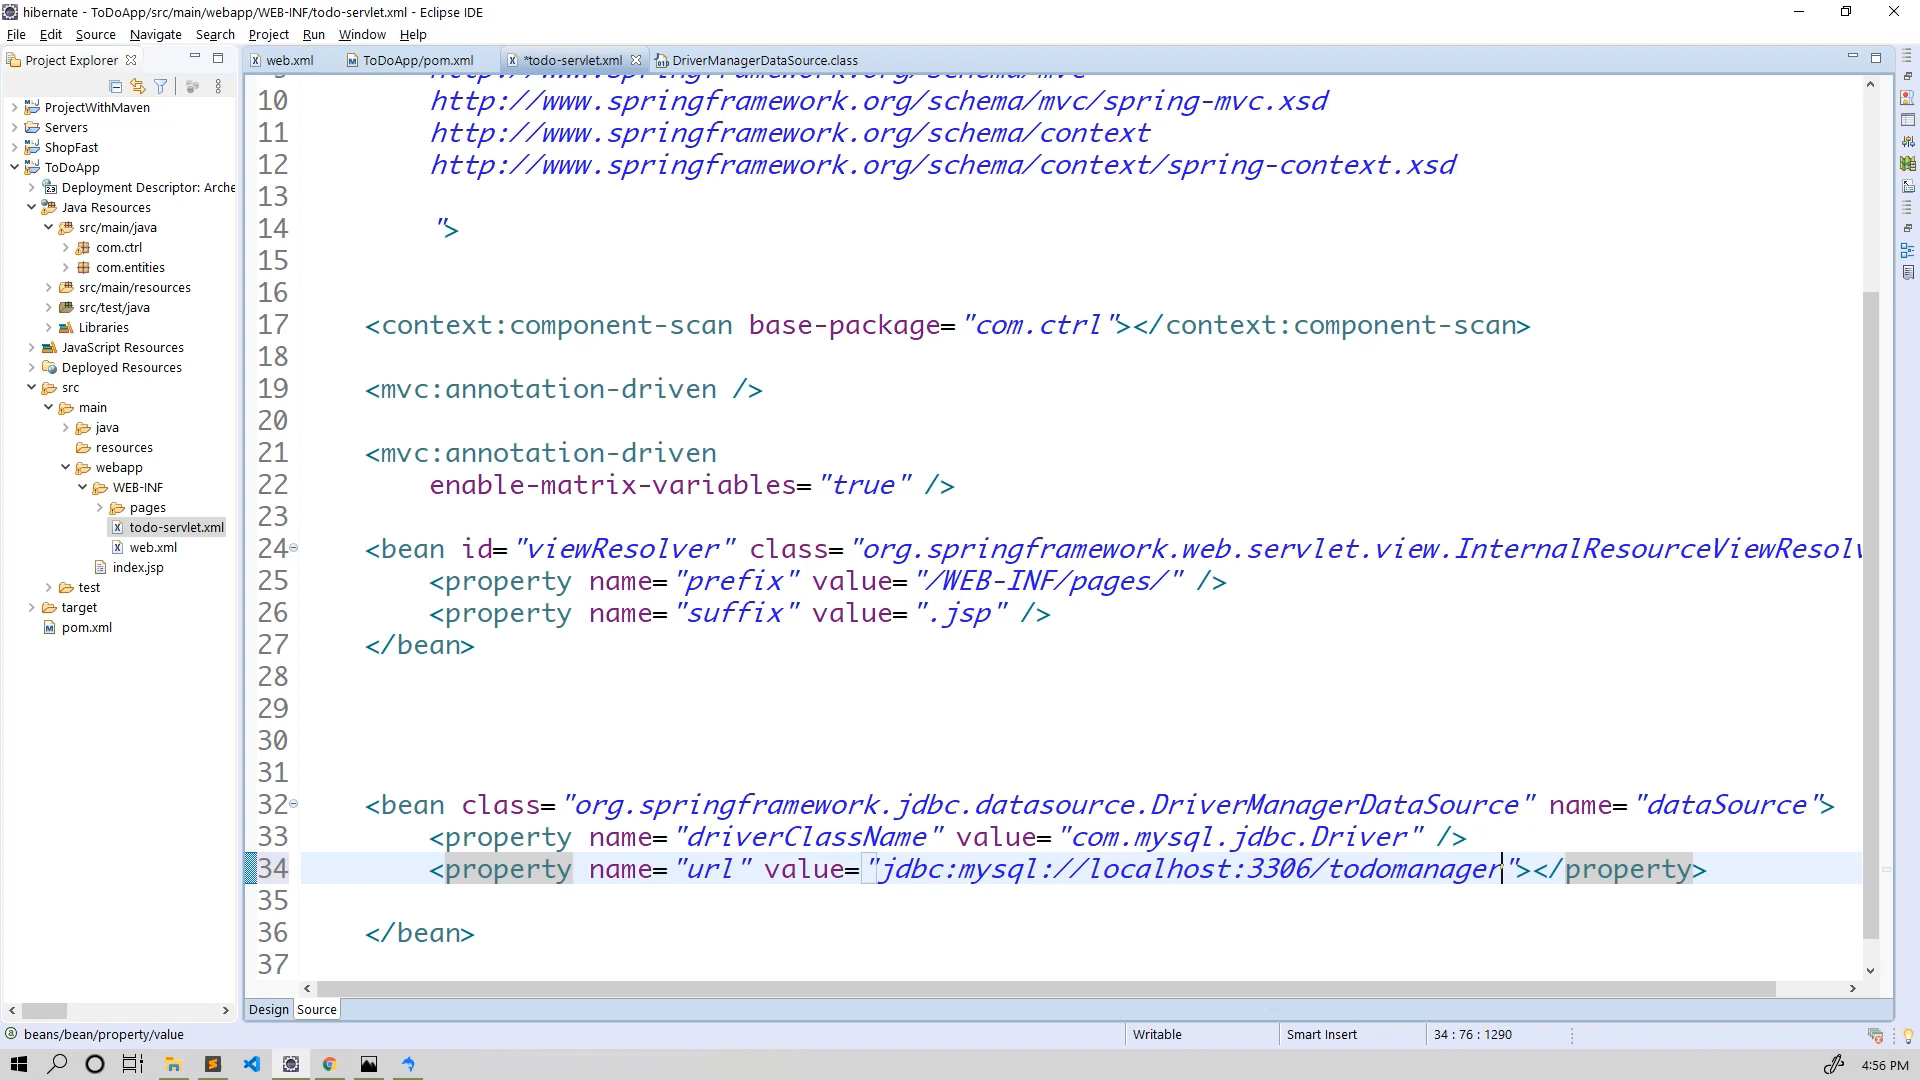 hibernate - ToDoApp/src/main/webapp/WEB-INF/todo-servlet.xml - Eclipse IDE
File Edit Source Navigate Search Project Run Window Help
Project Explorer
web.xml ToDoApp/pom.xml *todo-servlet.xml DriverManagerDataSource.class
ProjectWithMaven
Servers
ShopFast
ToDoApp
Deployment Descriptor: Arche
Java Resources
src/main/java
com.ctrl
com.entities
src/main/resources
src/test/java
Libraries
JavaScript Resources
Deployed Resources
src
main
java
resources
webapp
WEB-INF
pages
todo-servlet.xml
web.xml
index.jsp
test
target
pom.xml
9 http://www.springframework.org/schema/mvc
10 http://www.springframework.org/schema/mvc/spring-mvc.xsd
11 http://www.springframework.org/schema/context
12 http://www.springframework.org/schema/context/spring-context.xsd
13
14 ">
15
16
17 <context:component-scan base-package="com.ctrl"></context:component-scan>
18
19 <mvc:annotation-driven />
20
21 <mvc:annotation-driven
22 enable-matrix-variables="true" />
23
24 <bean id="viewResolver" class="org.springframework.web.servlet.view.InternalResourceViewResolv
25 <property name="prefix" value="/WEB-INF/pages/" />
26 <property name="suffix" value=".jsp" />
27 </bean>
28
29
30
31
32 <bean class="org.springframework.jdbc.datasource.DriverManagerDataSource" name="dataSource">
33 <property name="driverClassName" value="com.mysql.jdbc.Driver" />
34 <property name="url" value="jdbc:mysql://localhost:3306/todomanager"></property>
35
36 </bean>
37
Design Source
beans/bean/property/value Writable Smart Insert 34 : 76 : 1290
4:56 PM